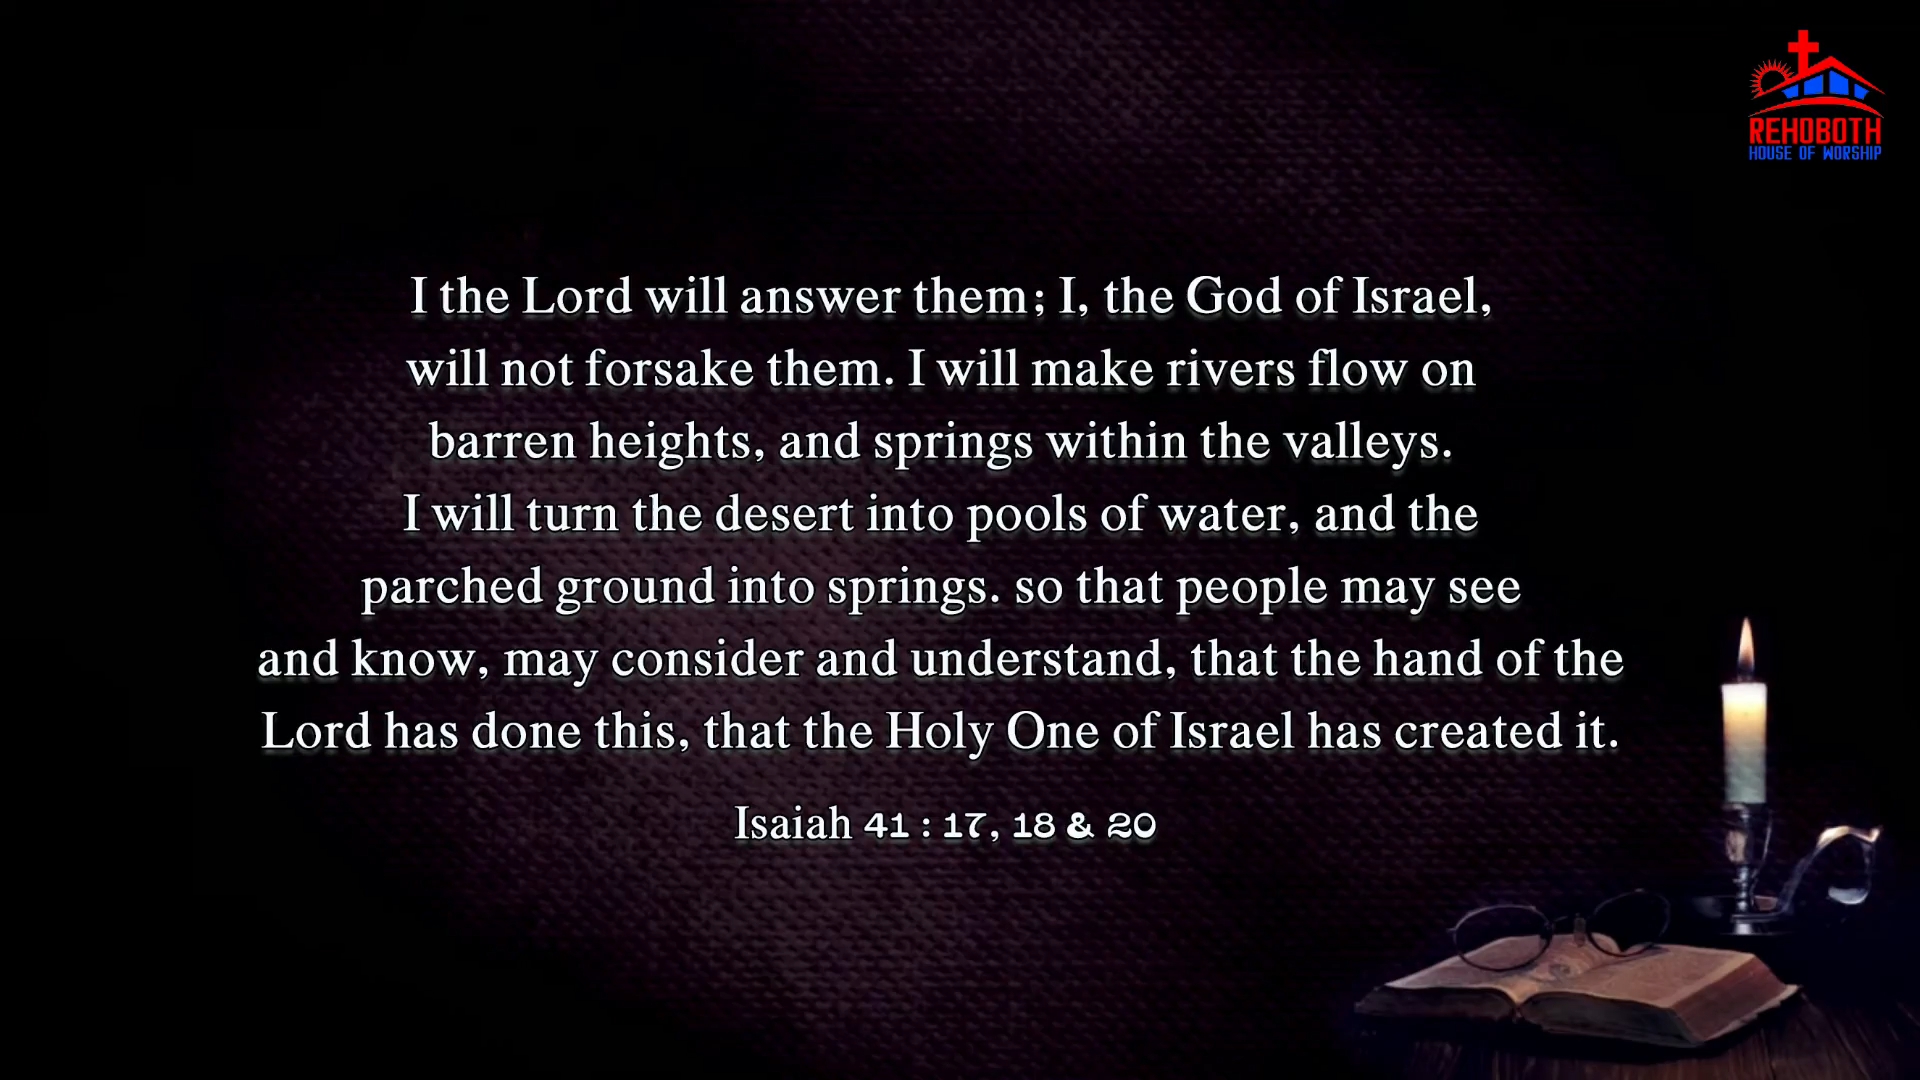 REHOBOTH
HOUSE OF WORSHIP
I the Lord will answer them; I, the God of Israel,
will not forsake them. I will make rivers flow on
barren heights, and springs within the valleys.
I will turn the desert into pools of water, and the
parched ground into springs. so that people may see
and know, may consider and understand, that the hand of the
Lord has done this, that the Holy One of Israel has created it.
Isaiah 41 : 17, 18 & 20